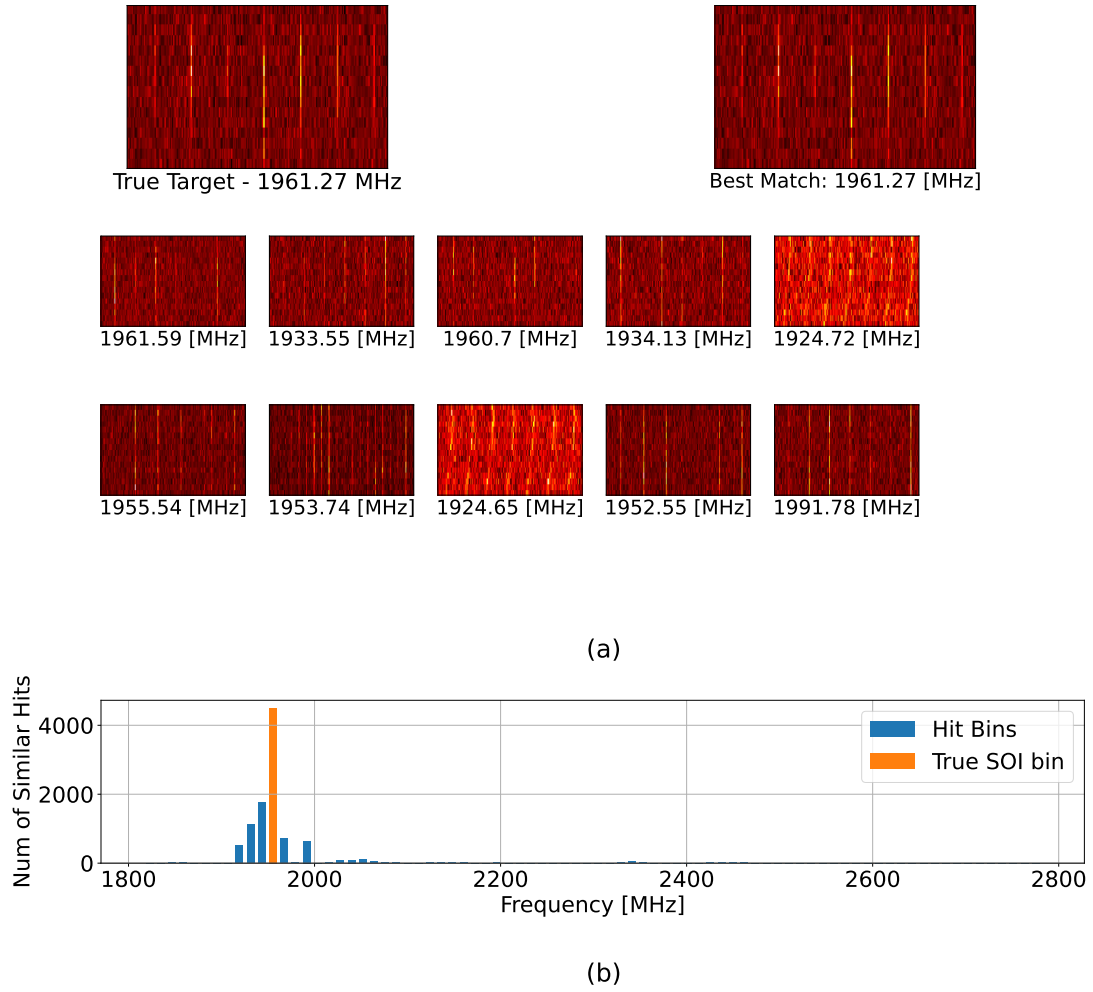 True Target - 1961.27 MHz
Best Match: 1961.27 [MHz]
1961.59 [MHz]
1933.55 [MHz]
1960.7 [MHz]
1934.13 [MHz]
1924.72 [MHz]
1955.54 [MHz]
1953.74 [MHz]
1924.65 [MHz]
1952.55 [MHz]
1991.78 [MHz]
(a)
Num of Similar Hits
4000
2000
0
Hit Bins
True SOI bin
1800
2000
2200
2400
2600
2800
Frequency [MHz]
(b)